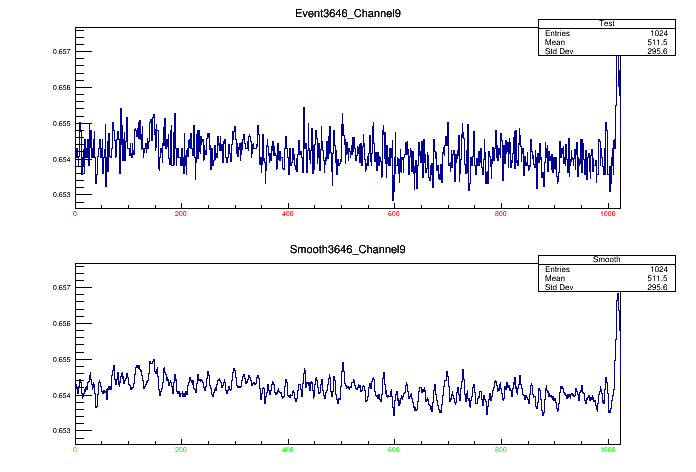 Event3646_Channel9
Test
Entries 1024
Mean 511.5
Std Dev 295.6
0.657
0.656
0.655
0.654
0.653
0 200 400 600 800 1000
Smooth3646_Channel9
Smooth
Entries 1024
Mean 511.5
Std Dev 295.6
0.657
0.656
0.655
0.654
0.653
0 200 400 600 800 1000